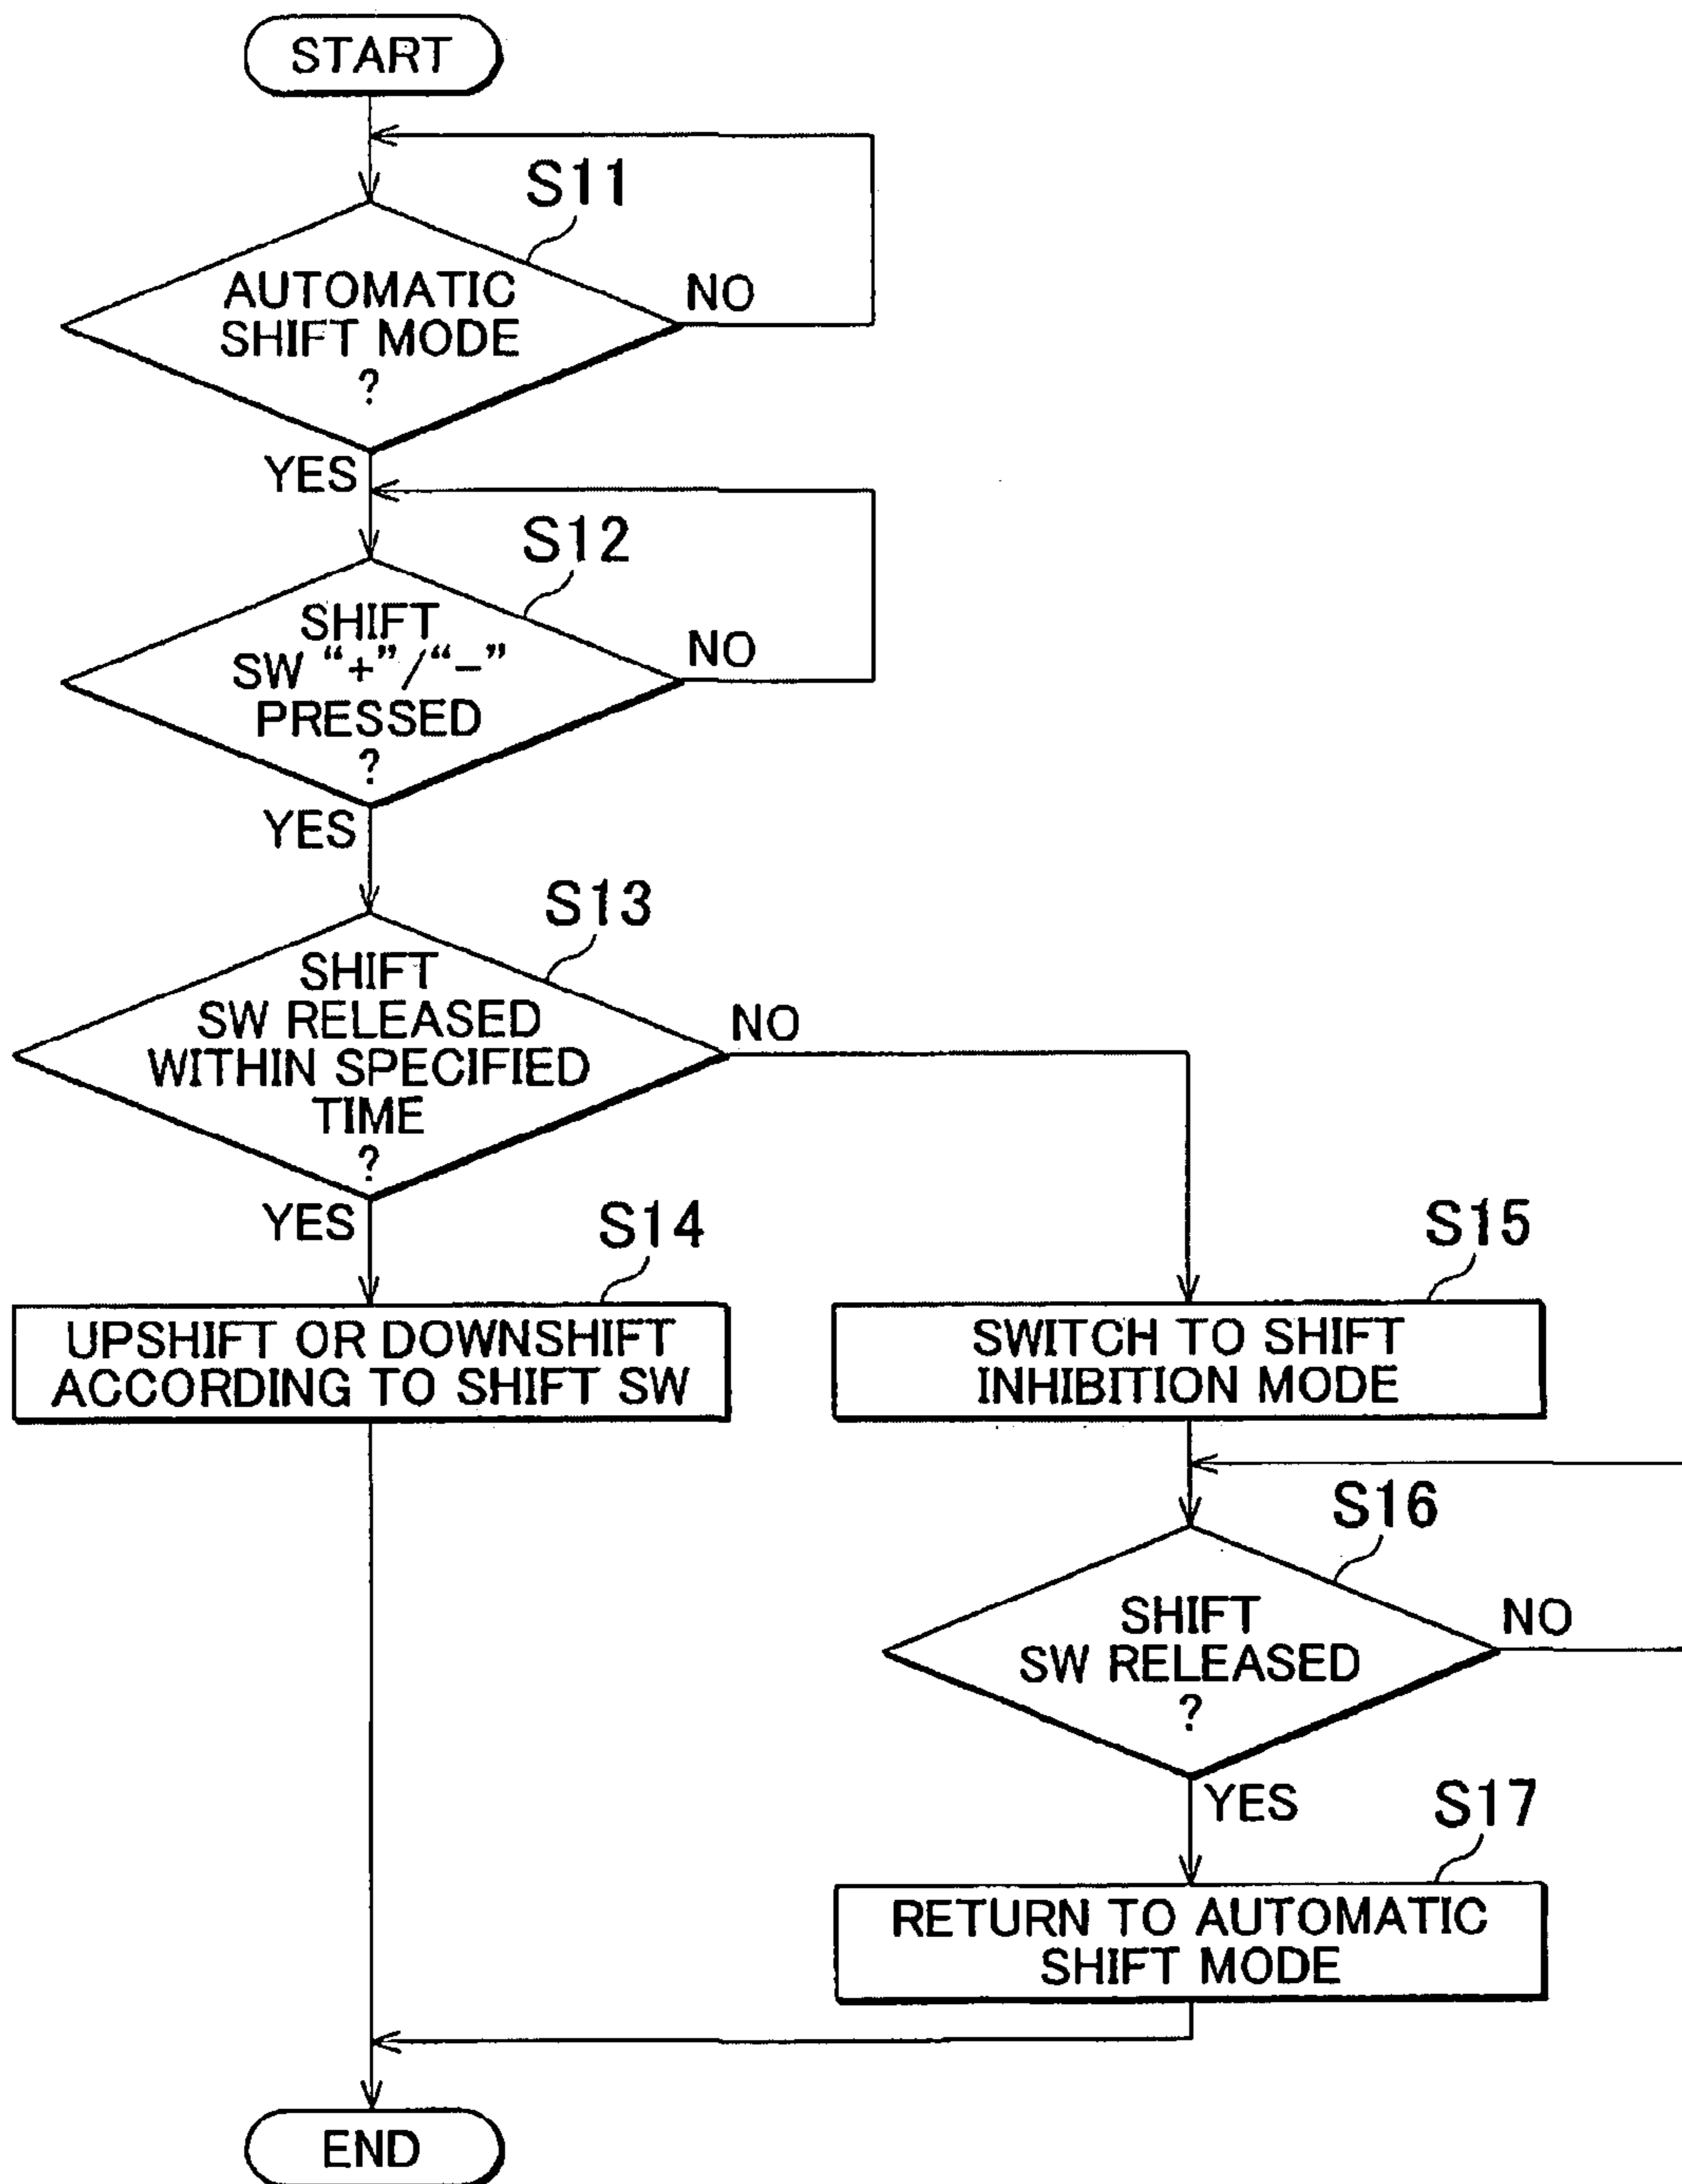 START
S11
AUTOMATIC
SHIFT MODE
?
NO
YES
S12
SHIFT
SW “+”/“−”
PRESSED
?
NO
YES
S13
SHIFT
SW RELEASED
WITHIN SPECIFIED
TIME
?
NO
YES
S14
UPSHIFT OR DOWNSHIFT
ACCORDING TO SHIFT SW
S15
SWITCH TO SHIFT
INHIBITION MODE
S16
SHIFT
SW RELEASED
?
NO
YES
S17
RETURN TO AUTOMATIC
SHIFT MODE
END